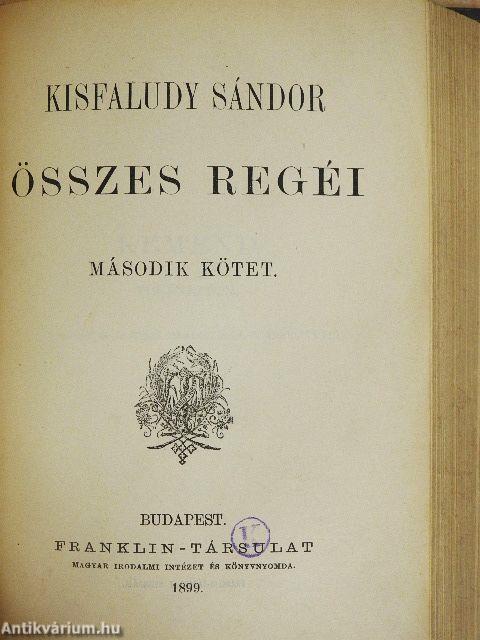 KISFALUDY SÁNDOR
ÖSSZES REGÉI
MÁSODIK KÖTET.
BUDAPEST.
FRANKLIN-TÁRSULAT
MAGYAR IRODALMI INTÉZET ÉS KÖNYVNYOMDA.
1899.
K
Antikvárium.hu